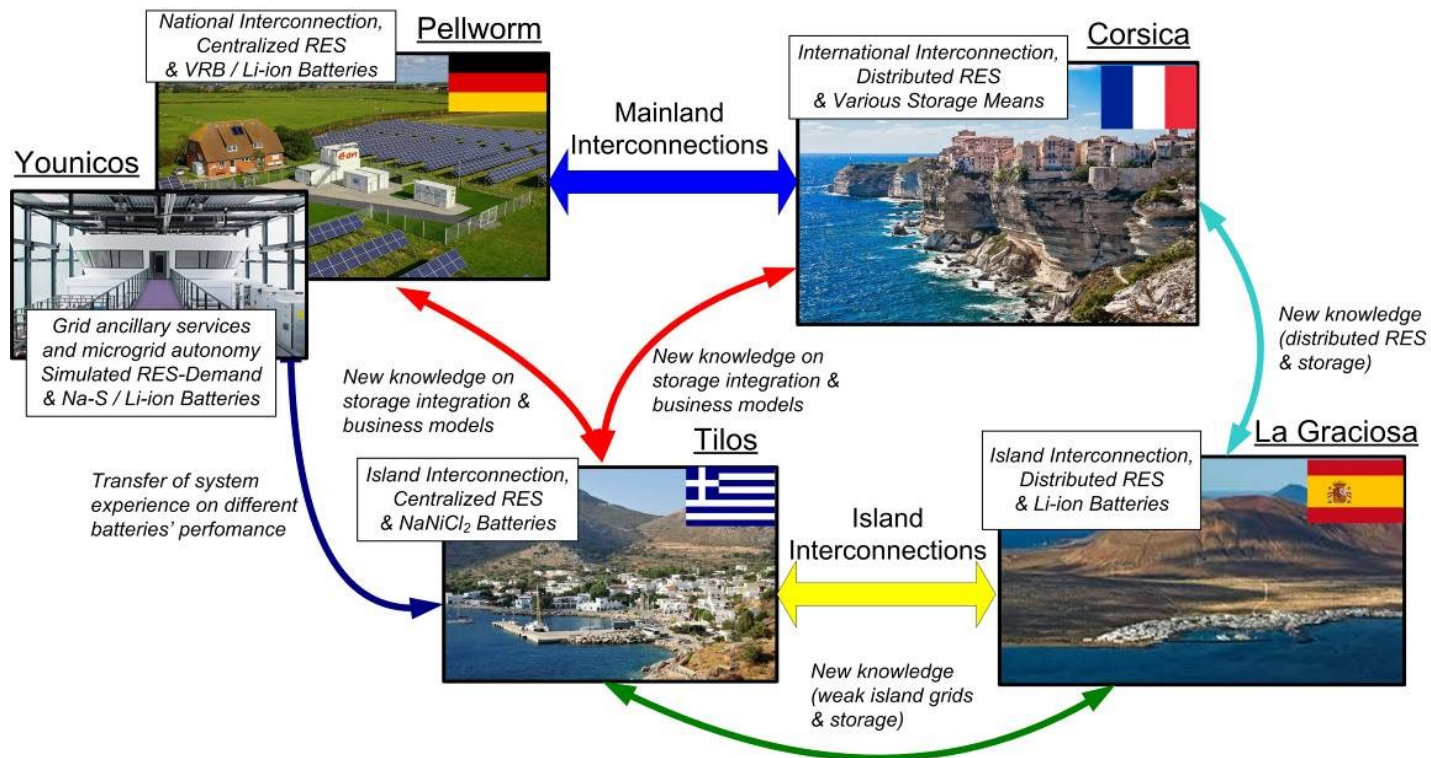 National Interconnection,
Centralized RES
& VRB / Li-ion Batteries
Pellworm
e·on
Younicos
Grid ancillary services
and microgrid autonomy
Simulated RES-Demand
& Na-S / Li-ion Batteries
Mainland
Interconnections
International Interconnection,
Distributed RES
& Various Storage Means
Corsica
New knowledge on
storage integration &
business models
New knowledge on
storage integration &
business models
New knowledge
(distributed RES
& storage)
Transfer of system
experience on different
batteries' perfomance
Tilos
Island Interconnection,
Centralized RES
& NaNiCl₂ Batteries
Island
Interconnections
La Graciosa
Island Interconnection,
Distributed RES
& Li-ion Batteries
New knowledge
(weak island grids
& storage)